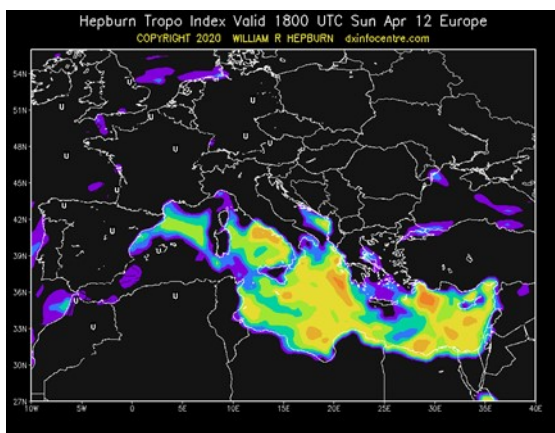 Hepburn Tropo Index Valid 1800 UTC Sun Apr 12 Europe
COPYRIGHT 2020 WILLIAM R HEPBURN dxinfocentre.com
54N
51N
48N
45N
42N
39N
36N
33N
30N
27N
U
U
U
U
U
U
U
U
U
U
U
U
U
10W 5W 0 5E 10E 15E 20E 25E 30E 35E 40E